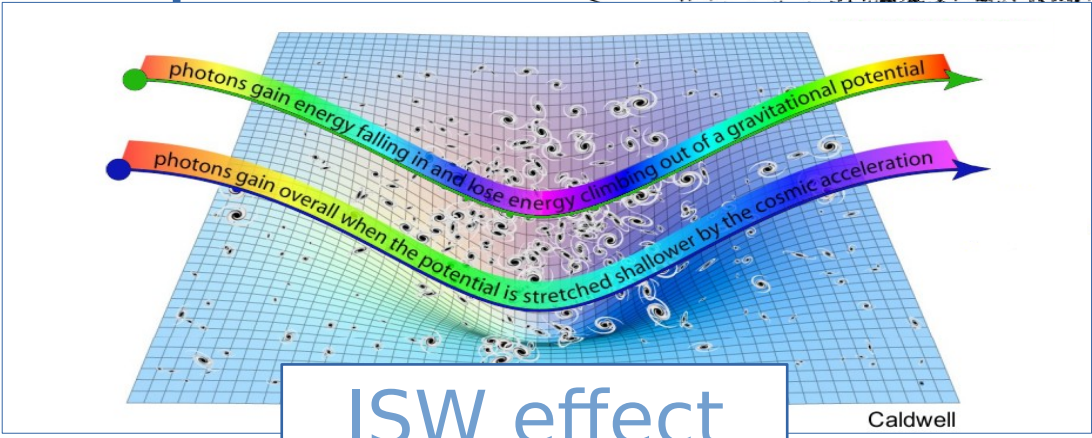 photons gain energy falling in and lose energy climbing out of a gravitational potential
photons gain overall when the potential is stretched shallower by the cosmic acceleration
ISW effect
Caldwell